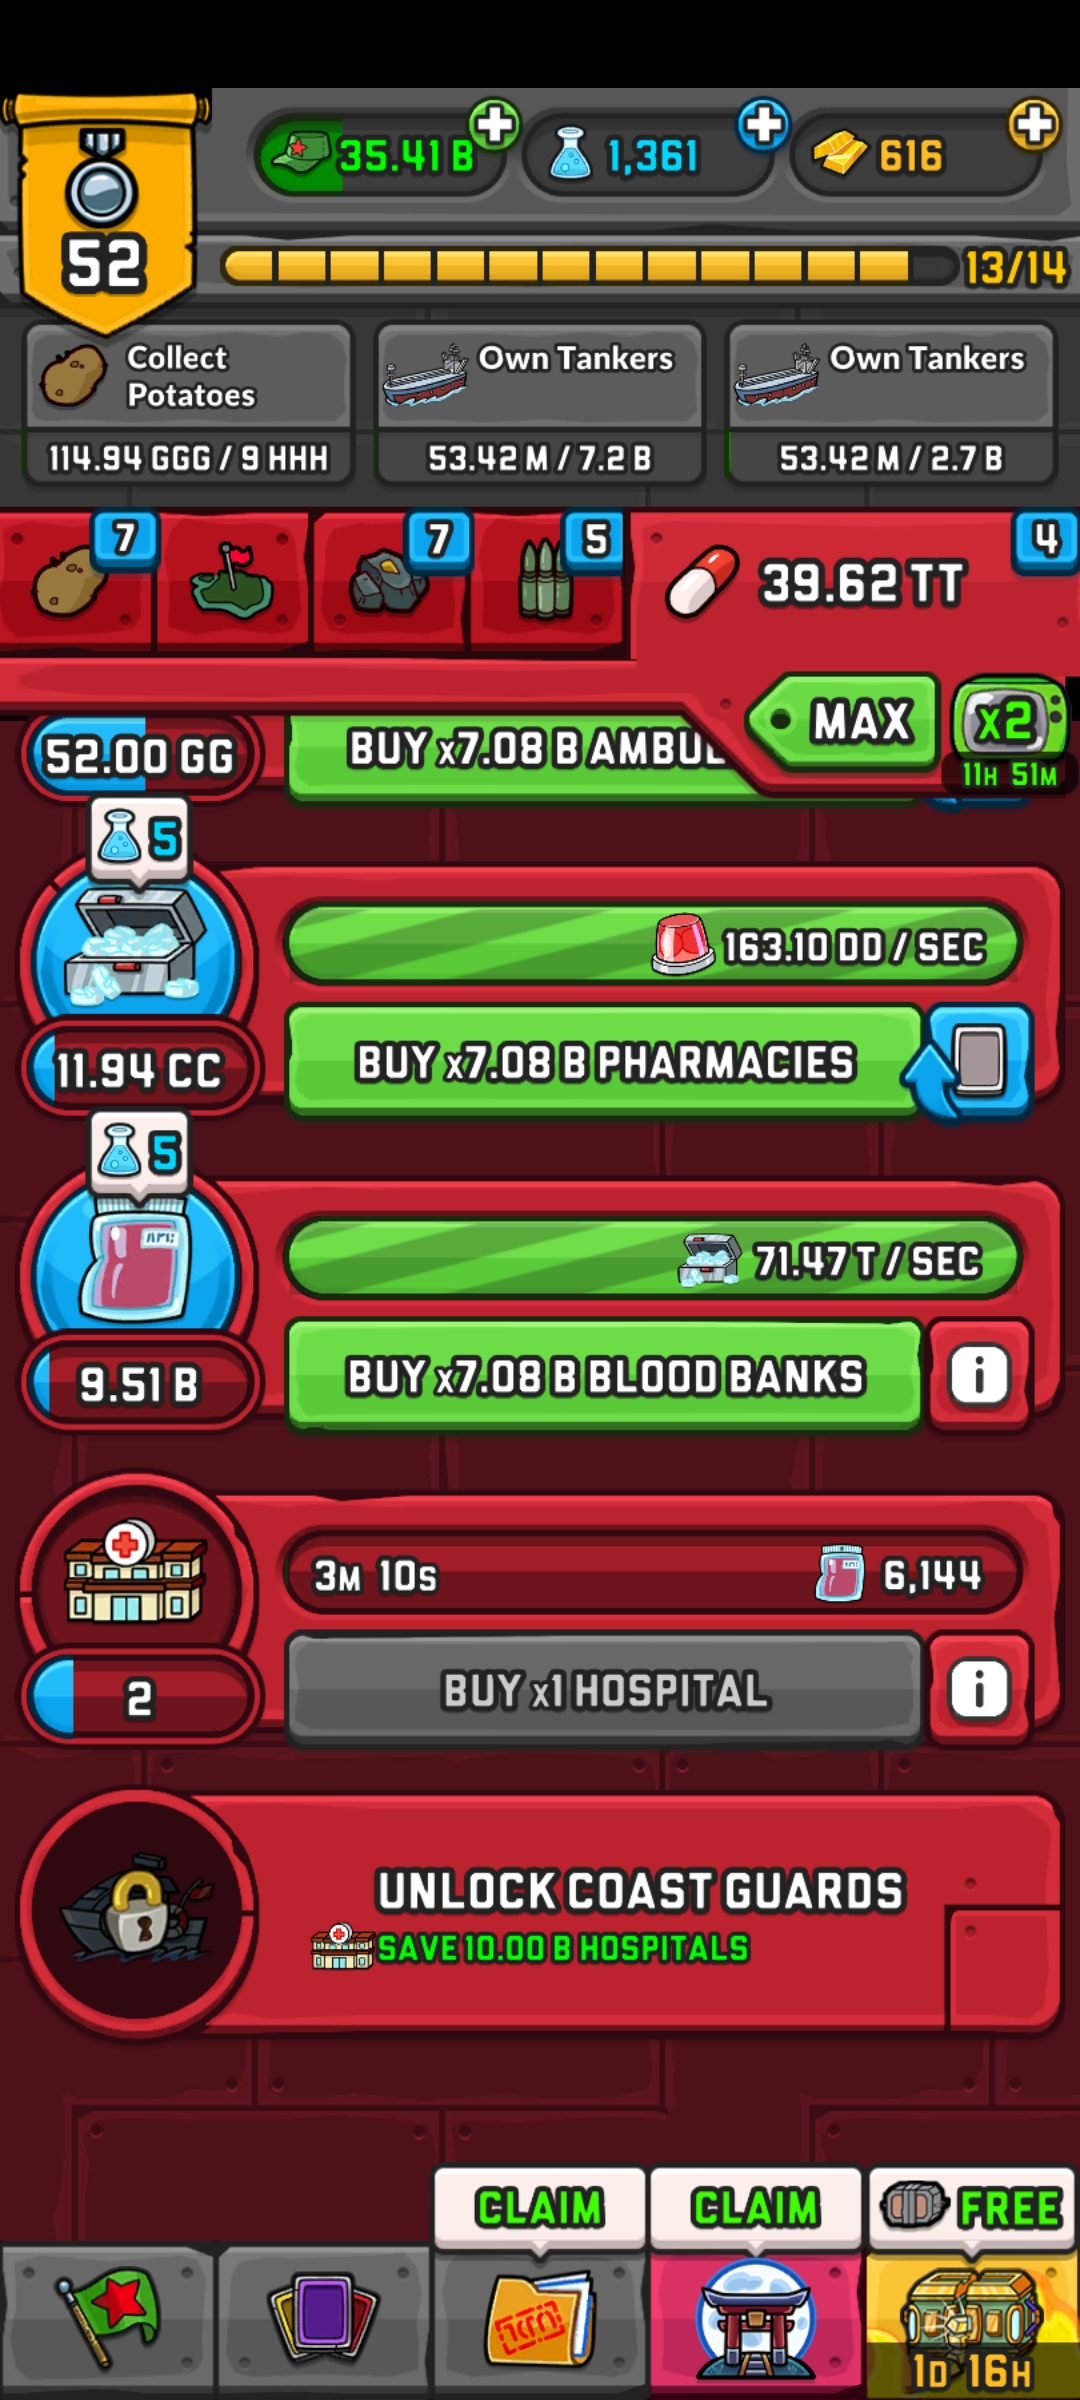 35.41 B
1,361
616
52
13/14
Collect
Potatoes
114.94 GGG / 9 HHH
Own Tankers
53.42 M / 7.2 B
Own Tankers
53.42 M / 2.7 B
7
7
5
39.62 TT
4
MAX
x2
11H 51M
52.00 GG
BUY x7.08 B AMBUL
5
163.10 DD / SEC
11.94 CC
BUY x7.08 B PHARMACIES
5
71.47 T / SEC
9.51 B
BUY x7.08 B BLOOD BANKS
i
3M 10S
6,144
2
BUY x1 HOSPITAL
i
UNLOCK COAST GUARDS
SAVE 10.00 B HOSPITALS
CLAIM
CLAIM
FREE
1D 16H